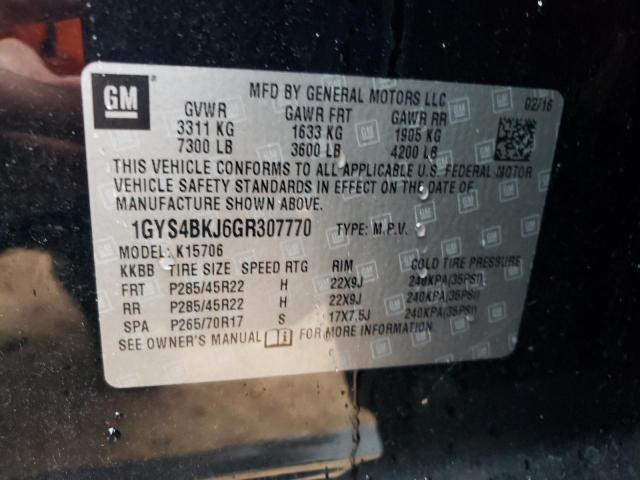 GM
MFD BY GENERAL MOTORS LLC 02/16
GVWR GAWR FRT GAWR RR
3311 KG 1633 KG 1905 KG
7300 LB 3600 LB 4200 LB
THIS VEHICLE CONFORMS TO ALL APPLICABLE U.S. FEDERAL MOTOR
VEHICLE SAFETY STANDARDS IN EFFECT ON THE DATE OF
MANUFACTURE SHOWN ABOVE.
1GYS4BKJ6GR307770 TYPE: M.P.V.
MODEL: K15706
KKBB TIRE SIZE SPEED RTG RIM COLD TIRE PRESSURE
FRT P285/45R22 H 22X9J 240KPA(35PSI)
RR P285/45R22 H 22X9J 240KPA(35PSI)
SPA P265/70R17 S 17X7.5J 240KPA(35PSI)
SEE OWNER'S MANUAL FOR MORE INFORMATION